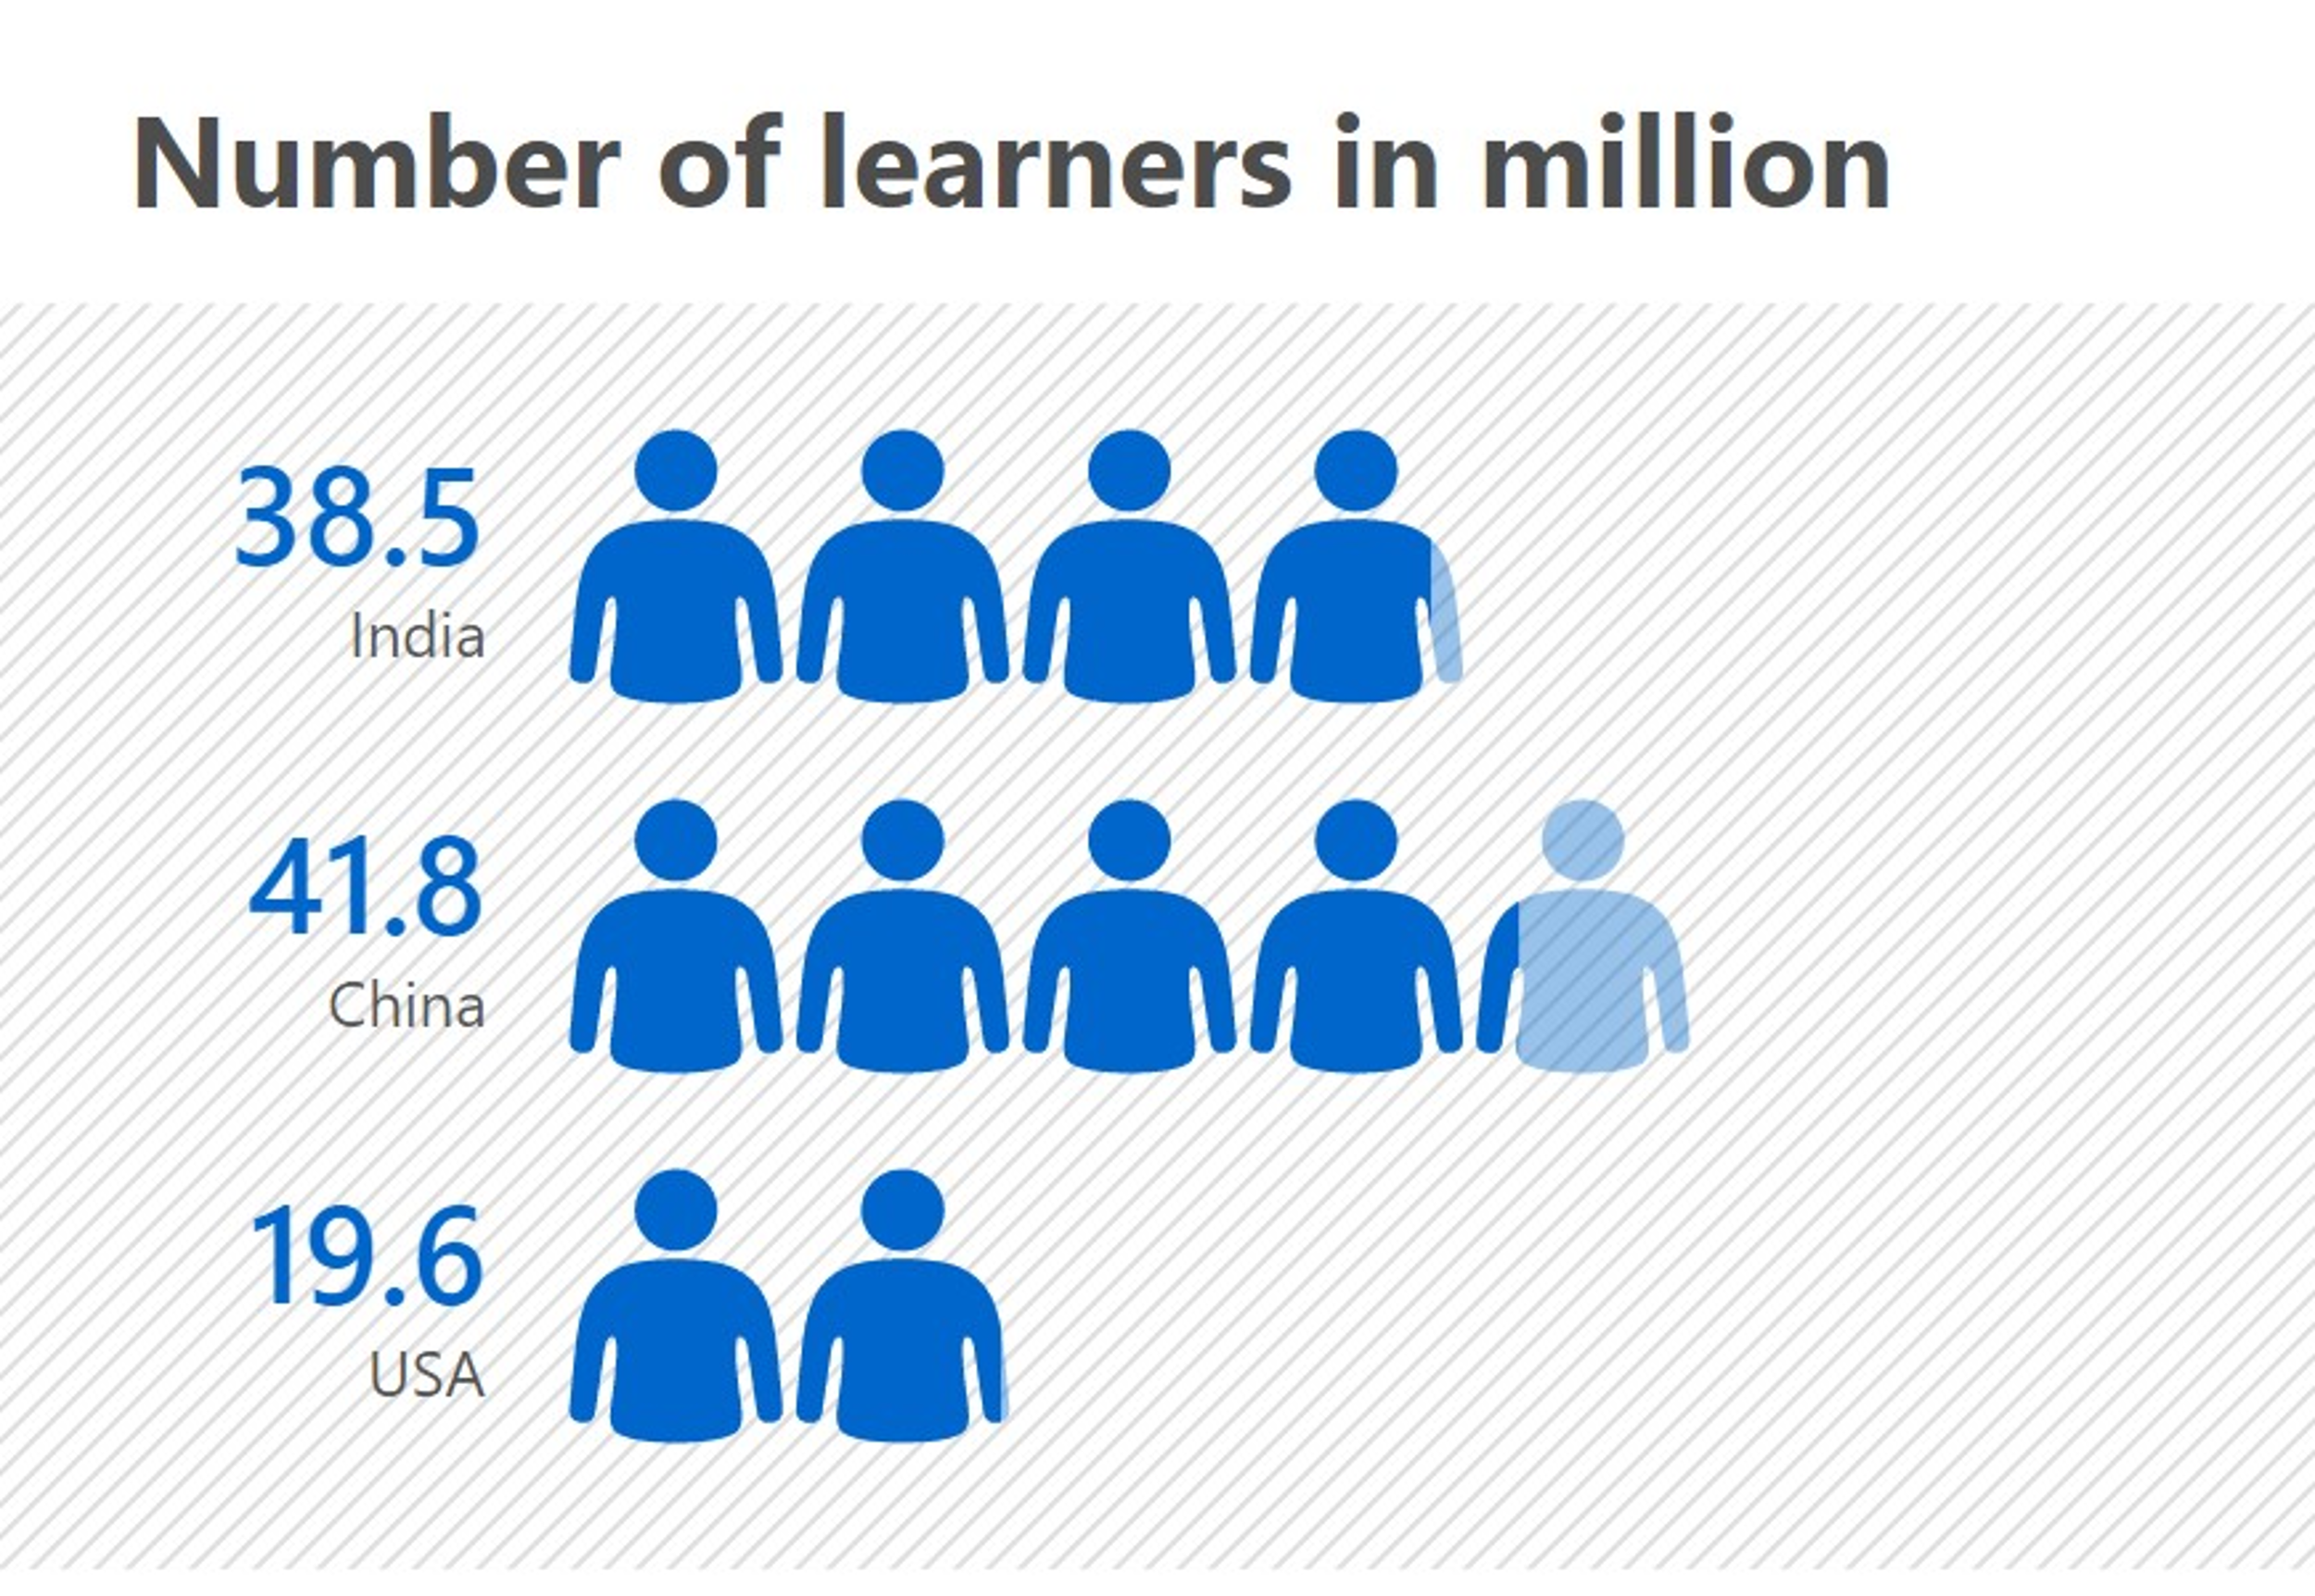 Number of learners in million
38.5
India
41.8
China
19.6
USA